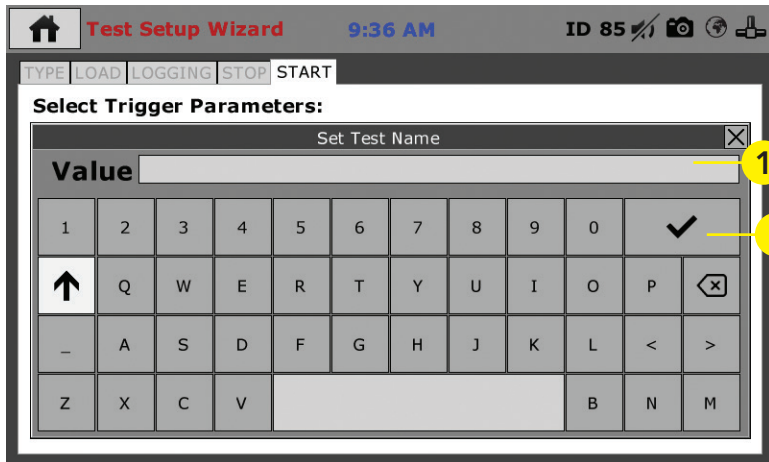 Test Setup Wizard 9:36 AM ID 85
TYPE LOAD LOGGING STOP START
Select Trigger Parameters:
Set Test Name
Value 1
1 2 3 4 5 6 7 8 9 0
Q W E R T Y U I O P
_ A S D F G H J K L < >
Z X C V B N M